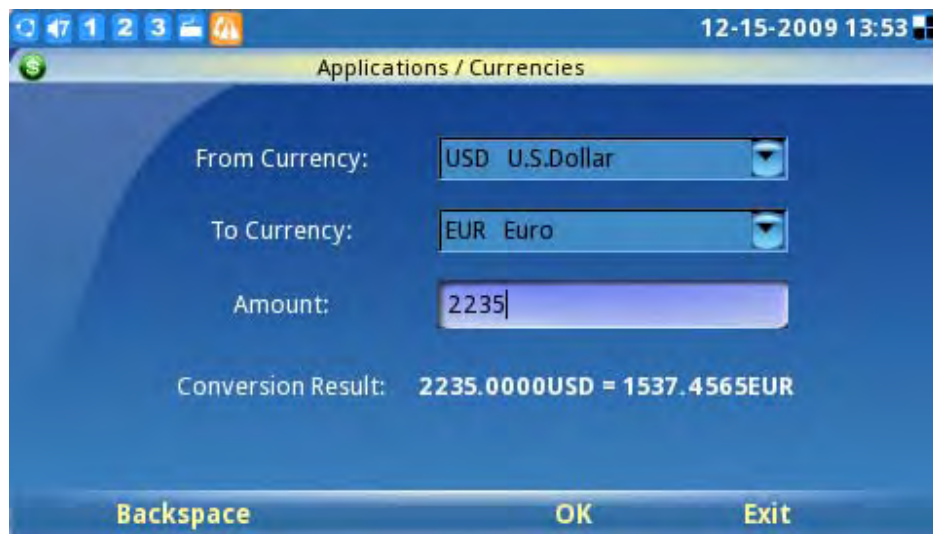 7 1 2 3 12-15-2009 13:53
Applications / Currencies
From Currency: USD U.S.Dollar
To Currency: EUR Euro
Amount: 2235
Conversion Result: 2235.0000USD = 1537.4565EUR
Backspace OK Exit